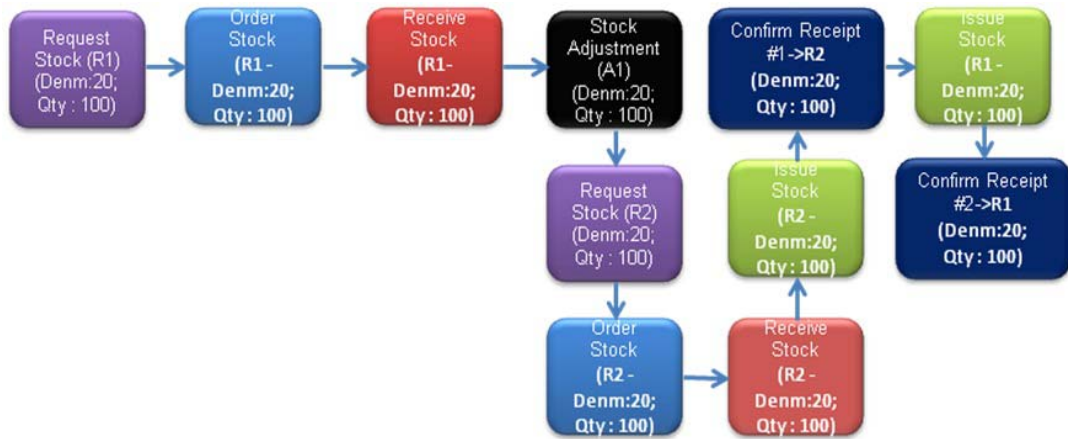 Request
Stock (R1)
(Denm:20;
Qty : 100)
Order
Stock
(R1 -
Denm:20;
Qty : 100)
Receive
Stock
(R1-
Denm:20;
Qty : 100)
Stock
Adjustment
(A1)
(Denm:20;
Qty : 100)
Request
Stock (R2)
(Denm:20;
Qty : 100)
Order
Stock
(R2 -
Denm:20;
Qty : 100)
Receive
Stock
(R2 -
Denm:20;
Qty : 100)
Issue
Stock
(R2 -
Denm:20;
Qty : 100)
Confirm Receipt
#1->R2
(Denm:20;
Qty : 100)
Issue
Stock
(R1 -
Denm:20;
Qty : 100)
Confirm Receipt
#2->R1
(Denm:20;
Qty : 100)